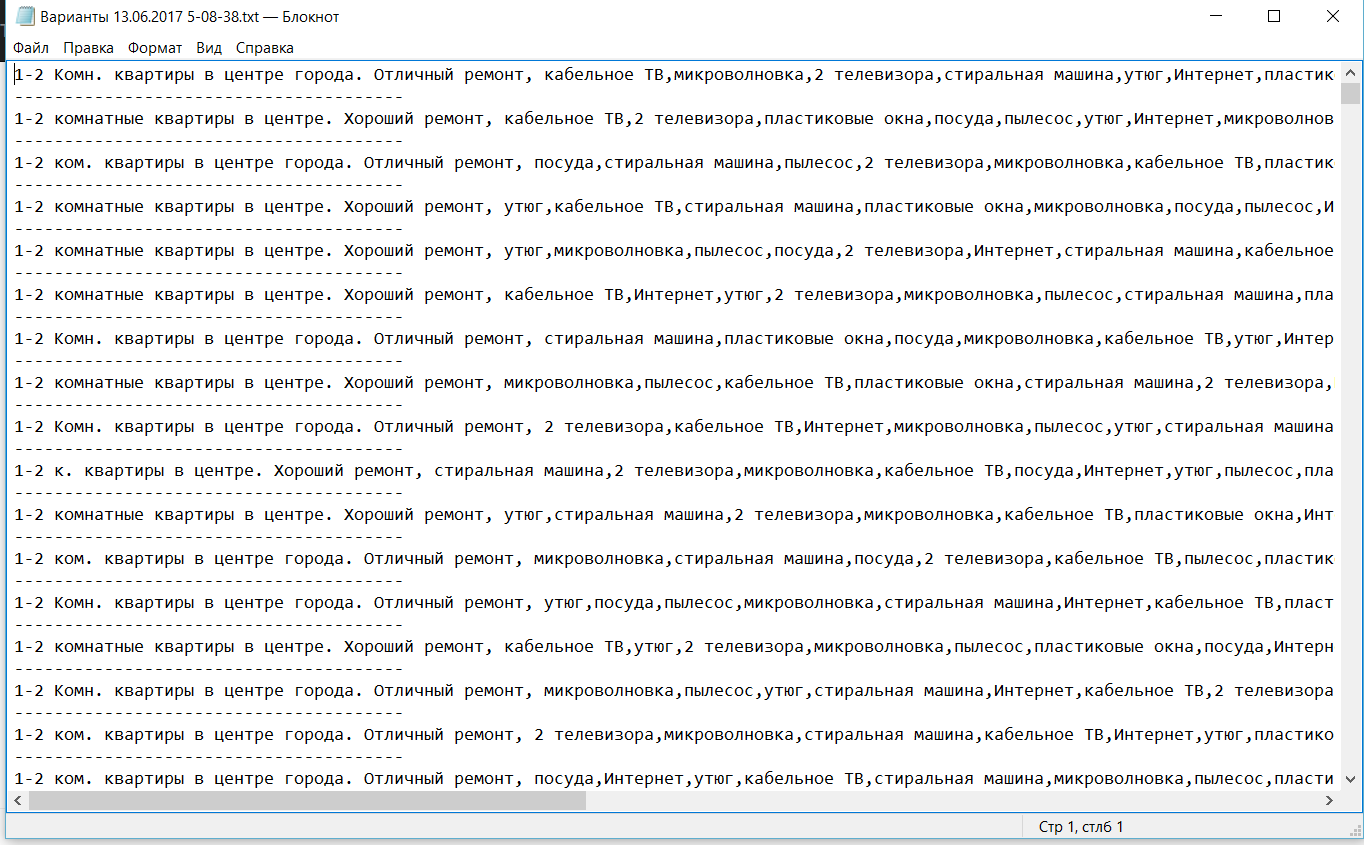 Варианты 13.06.2017 5-08-38.txt — Блокнот
Файл Правка Формат Вид Справка
1-2 Комн. квартиры в центре города. Отличный ремонт, кабельное ТВ,микроволновка,2 телевизора,стиральная машина,утюг,Интернет,пластик
---------------------------------------
1-2 комнатные квартиры в центре. Хороший ремонт, кабельное ТВ,2 телевизора,пластиковые окна,посуда,пылесос,утюг,Интернет,микроволнов
---------------------------------------
1-2 ком. квартиры в центре города. Отличный ремонт, посуда,стиральная машина,пылесос,2 телевизора,микроволновка,кабельное ТВ,пластик
---------------------------------------
1-2 комнатные квартиры в центре. Хороший ремонт, утюг,кабельное ТВ,стиральная машина,пластиковые окна,микроволновка,посуда,пылесос,И
---------------------------------------
1-2 комнатные квартиры в центре. Хороший ремонт, утюг,микроволновка,пылесос,посуда,2 телевизора,Интернет,стиральная машина,кабельное
---------------------------------------
1-2 комнатные квартиры в центре. Хороший ремонт, кабельное ТВ,Интернет,утюг,2 телевизора,микроволновка,пылесос,стиральная машина,пла
---------------------------------------
1-2 Комн. квартиры в центре города. Отличный ремонт, стиральная машина,пластиковые окна,посуда,микроволновка,кабельное ТВ,утюг,Интер
---------------------------------------
1-2 комнатные квартиры в центре. Хороший ремонт, микроволновка,пылесос,кабельное ТВ,пластиковые окна,стиральная машина,2 телевизора,
---------------------------------------
1-2 Комн. квартиры в центре города. Отличный ремонт, 2 телевизора,кабельное ТВ,Интернет,микроволновка,пылесос,утюг,стиральная машина
---------------------------------------
1-2 к. квартиры в центре. Хороший ремонт, стиральная машина,2 телевизора,микроволновка,кабельное ТВ,посуда,Интернет,утюг,пылесос,пла
---------------------------------------
1-2 комнатные квартиры в центре. Хороший ремонт, утюг,стиральная машина,2 телевизора,микроволновка,кабельное ТВ,пластиковые окна,Инт
---------------------------------------
1-2 ком. квартиры в центре города. Отличный ремонт, микроволновка,стиральная машина,посуда,2 телевизора,кабельное ТВ,пылесос,пластик
---------------------------------------
1-2 Комн. квартиры в центре города. Отличный ремонт, утюг,посуда,пылесос,микроволновка,стиральная машина,Интернет,кабельное ТВ,пласт
---------------------------------------
1-2 комнатные квартиры в центре. Хороший ремонт, кабельное ТВ,утюг,2 телевизора,микроволновка,пылесос,пластиковые окна,посуда,Интерн
---------------------------------------
1-2 Комн. квартиры в центре города. Отличный ремонт, микроволновка,пылесос,утюг,стиральная машина,Интернет,кабельное ТВ,2 телевизора
---------------------------------------
1-2 ком. квартиры в центре города. Отличный ремонт, 2 телевизора,микроволновка,стиральная машина,кабельное ТВ,Интернет,утюг,пластико
---------------------------------------
1-2 ком. квартиры в центре города. Отличный ремонт, посуда,Интернет,утюг,кабельное ТВ,стиральная машина,микроволновка,пылесос,пласти
Стр 1, стлб 1